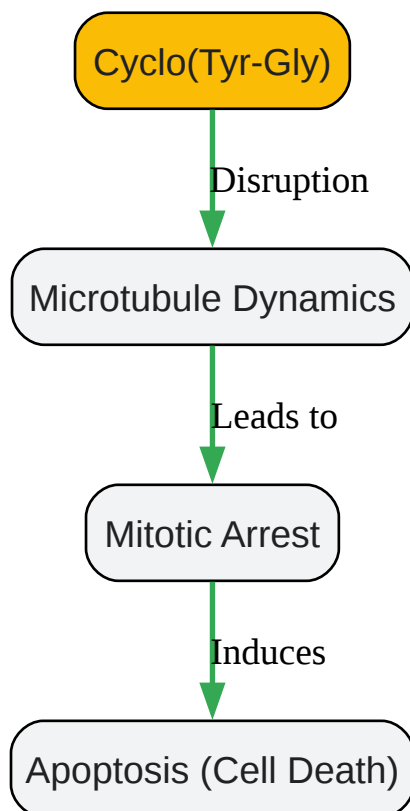 Cyclo(Tyr-Gly)
Disruption
Microtubule Dynamics
Leads to
Mitotic Arrest
Induces
Apoptosis (Cell Death)